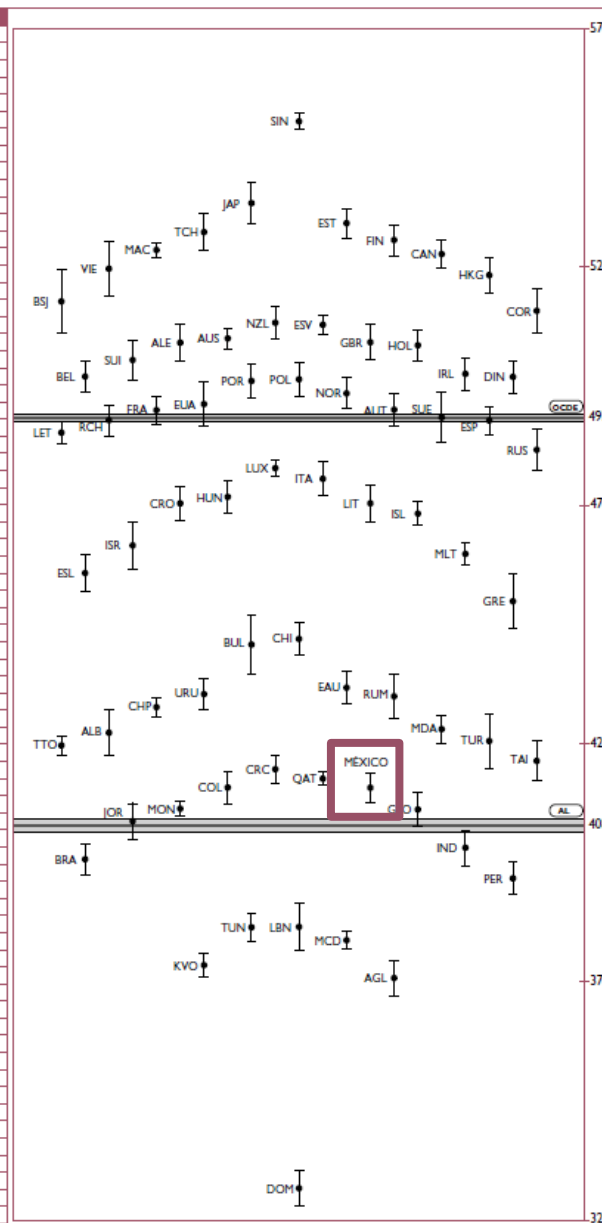 57
SIN
JAP
EST
TCH
FIN
MAC
CAN
52
VIE
HKG
BSJ
COR
NZL
ESV
AUS
ALE
GBR
HOL
SUI
IRL
BEL
POR
POL
DIN
NOR
EUA
FRA
AUT
SUE
OCDE
49
LET
RCH
ESP
RUS
LUX
ITA
CRO
HUN
LIT
47
ISL
ISR
MLT
ESL
GRE
BUL
CHI
EAU
URU
RUM
CHP
ALB
MDA
TUR
TTO
42
TAI
MÉXICO
CRC
QAT
COL
MON
JOR
AL
40
BRA
IND
PER
TUN
LBN
MCD
KVO
AGL
37
DOM
32